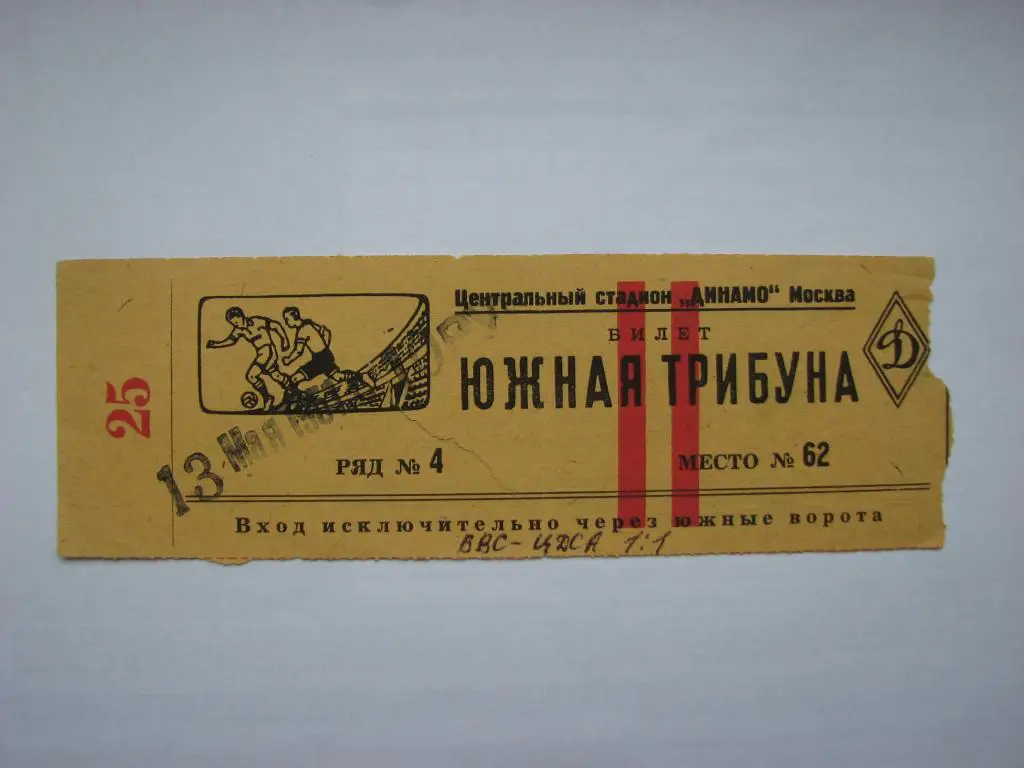 25
Центральный стадион „ДИНАМО" Москва
БИЛЕТ
ЮЖНАЯ ТРИБУНА
Д
13 Мая
РЯД № 4
МЕСТО № 62
Вход исключительно через южные ворота
ВВС-ЦДСА 1:1